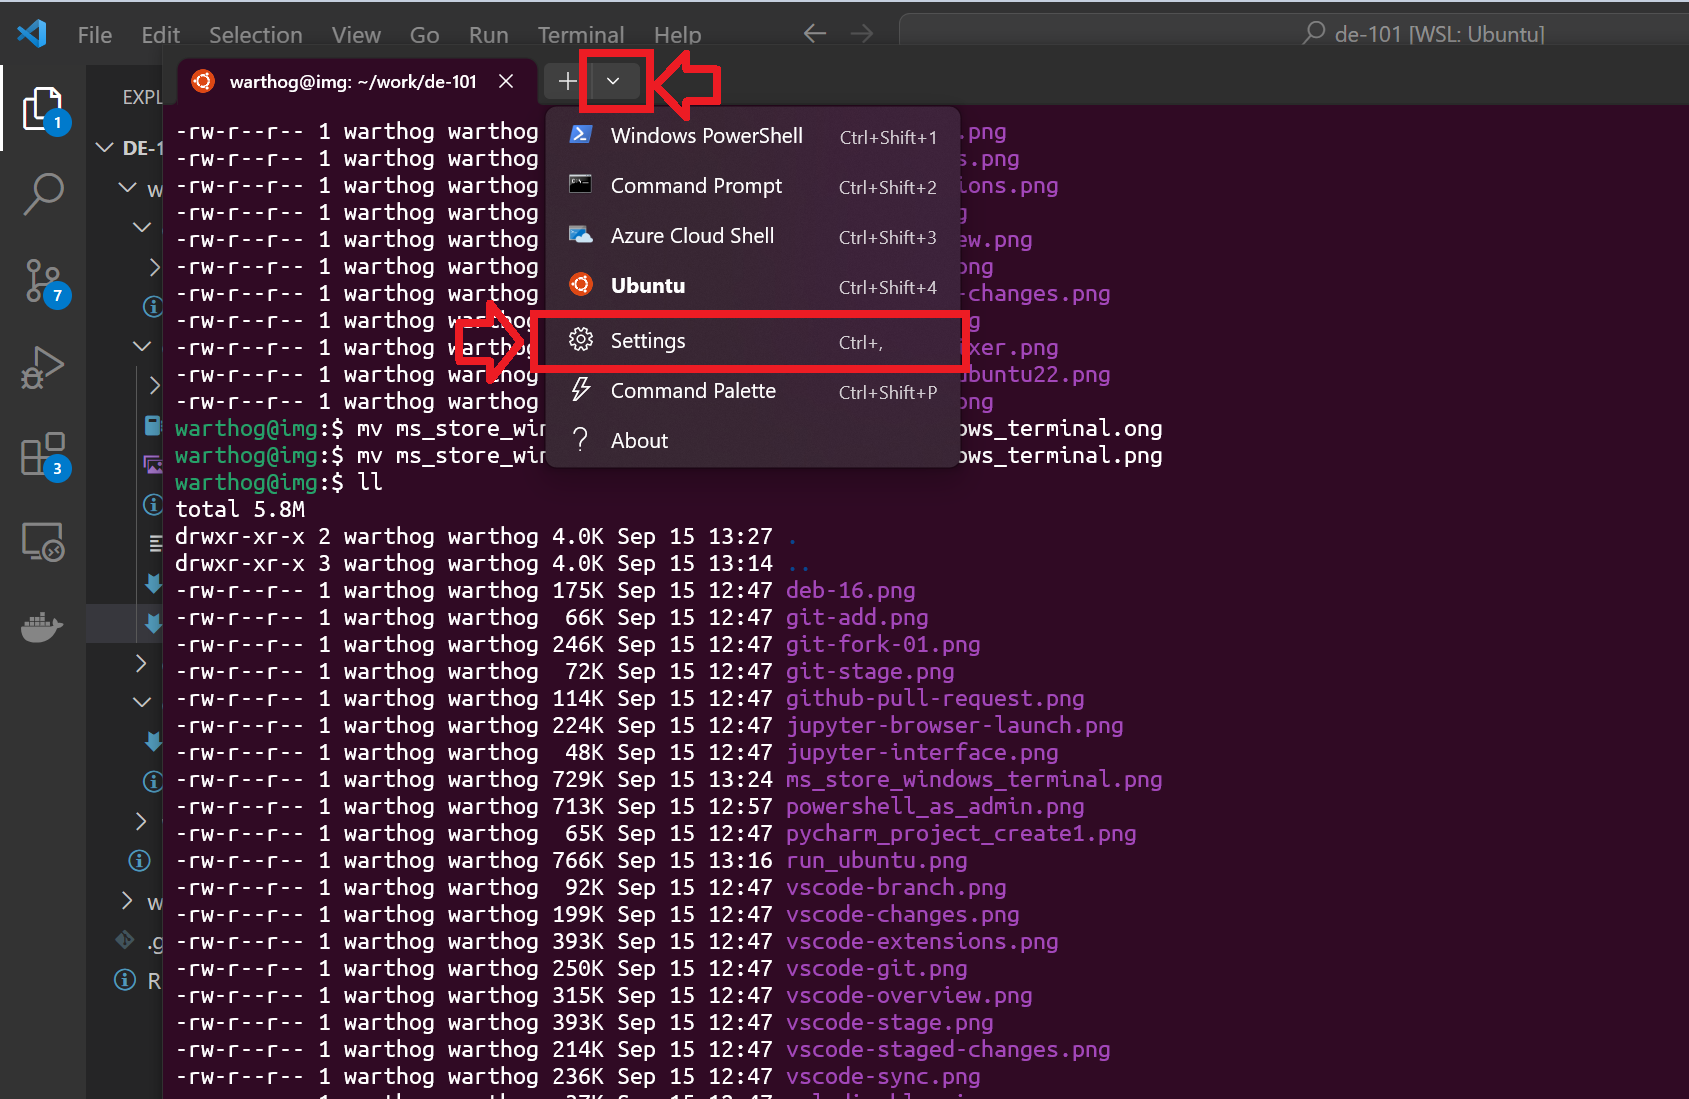 File Edit Selection View Go Run Terminal Help de-101 [WSL: Ubuntu]
warthog@img: ~/work/de-101
EXPL
DE-1
w
w
.g
R
1
7
3
Windows PowerShell Ctrl+Shift+1
Command Prompt Ctrl+Shift+2
Azure Cloud Shell Ctrl+Shift+3
Ubuntu Ctrl+Shift+4
Settings Ctrl+,
Command Palette Ctrl+Shift+P
About
-rw-r--r-- 1 warthog warthog .png
-rw-r--r-- 1 warthog warthog s.png
-rw-r--r-- 1 warthog warthog ions.png
-rw-r--r-- 1 warthog warthog g
-rw-r--r-- 1 warthog warthog ew.png
-rw-r--r-- 1 warthog warthog png
-rw-r--r-- 1 warthog warthog -changes.png
-rw-r--r-- 1 warthog warthog g
-rw-r--r-- 1 warthog warthog ixer.png
-rw-r--r-- 1 warthog warthog ubuntu22.png
-rw-r--r-- 1 warthog warthog png
warthog@img:$ mv ms_store_win ows_terminal.ong
warthog@img:$ mv ms_store_win ows_terminal.png
warthog@img:$ ll
total 5.8M
drwxr-xr-x 2 warthog warthog 4.0K Sep 15 13:27 .
drwxr-xr-x 3 warthog warthog 4.0K Sep 15 13:14 ..
-rw-r--r-- 1 warthog warthog 175K Sep 15 12:47 deb-16.png
-rw-r--r-- 1 warthog warthog 66K Sep 15 12:47 git-add.png
-rw-r--r-- 1 warthog warthog 246K Sep 15 12:47 git-fork-01.png
-rw-r--r-- 1 warthog warthog 72K Sep 15 12:47 git-stage.png
-rw-r--r-- 1 warthog warthog 114K Sep 15 12:47 github-pull-request.png
-rw-r--r-- 1 warthog warthog 224K Sep 15 12:47 jupyter-browser-launch.png
-rw-r--r-- 1 warthog warthog 48K Sep 15 12:47 jupyter-interface.png
-rw-r--r-- 1 warthog warthog 729K Sep 15 13:24 ms_store_windows_terminal.png
-rw-r--r-- 1 warthog warthog 713K Sep 15 12:57 powershell_as_admin.png
-rw-r--r-- 1 warthog warthog 65K Sep 15 12:47 pycharm_project_create1.png
-rw-r--r-- 1 warthog warthog 766K Sep 15 13:16 run_ubuntu.png
-rw-r--r-- 1 warthog warthog 92K Sep 15 12:47 vscode-branch.png
-rw-r--r-- 1 warthog warthog 199K Sep 15 12:47 vscode-changes.png
-rw-r--r-- 1 warthog warthog 393K Sep 15 12:47 vscode-extensions.png
-rw-r--r-- 1 warthog warthog 250K Sep 15 12:47 vscode-git.png
-rw-r--r-- 1 warthog warthog 315K Sep 15 12:47 vscode-overview.png
-rw-r--r-- 1 warthog warthog 393K Sep 15 12:47 vscode-stage.png
-rw-r--r-- 1 warthog warthog 214K Sep 15 12:47 vscode-staged-changes.png
-rw-r--r-- 1 warthog warthog 236K Sep 15 12:47 vscode-sync.png